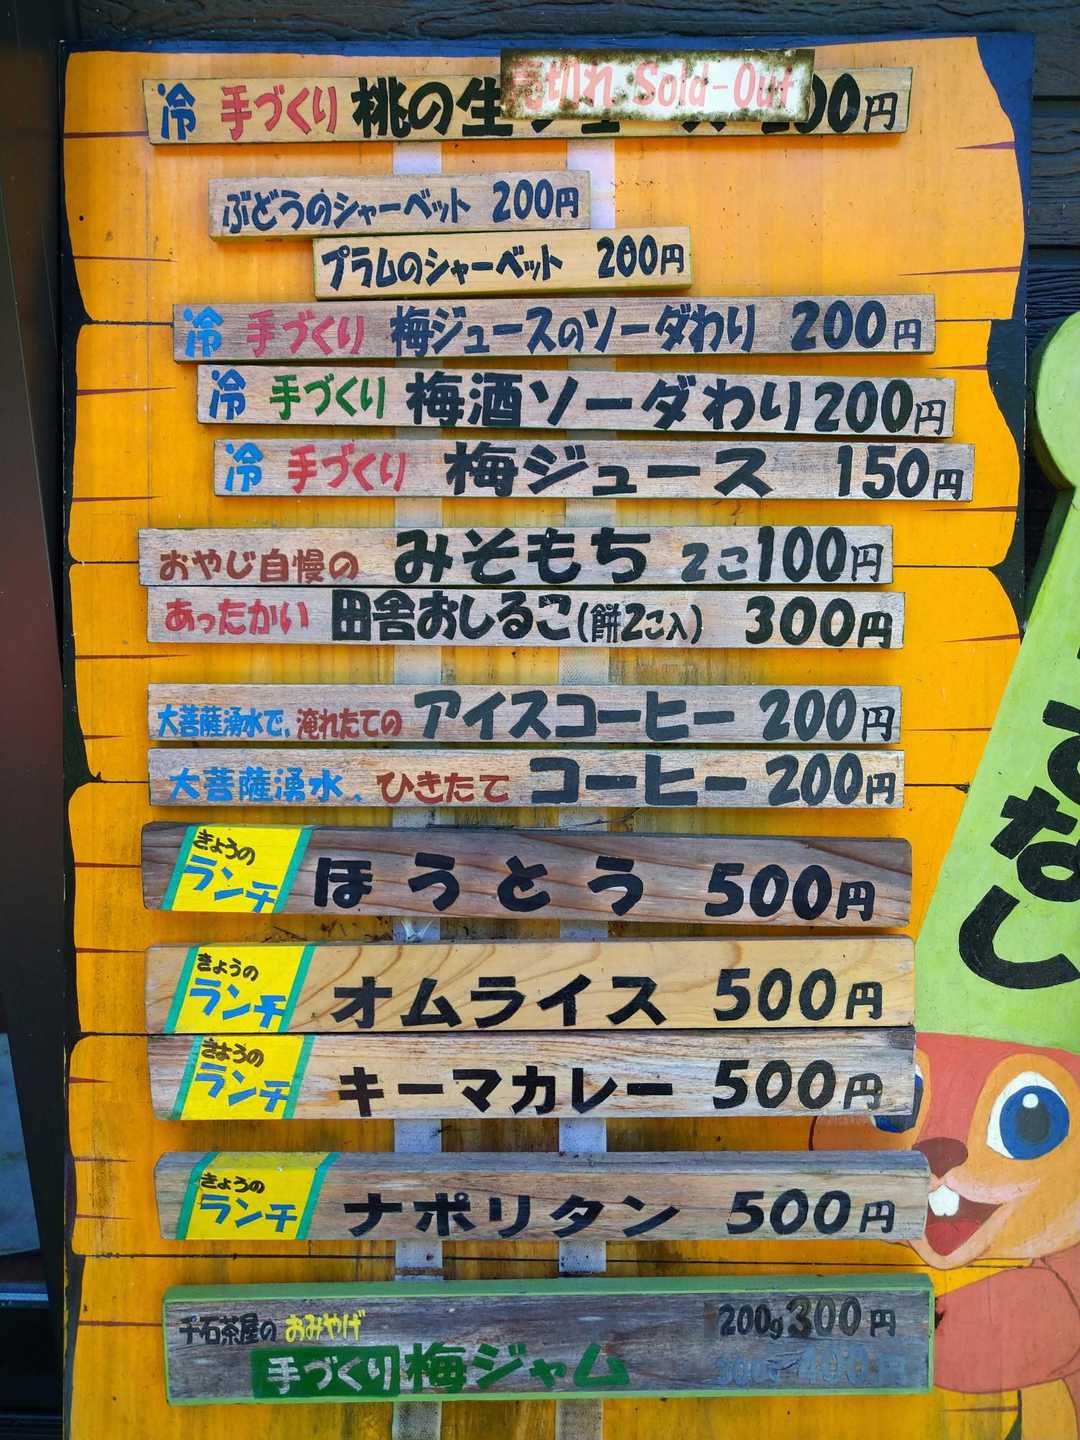 売切れ Sold-Out
冷 手づくり 桃の生ジュース 00円
ぶどうのシャーベット 200円
プラムのシャーベット 200円
冷 手づくり 梅ジュースのソーダわり 200円
冷 手づくり 梅酒ソーダわり 200円
冷 手づくり 梅ジュース 150円
おやじ自慢の みそもち 2こ100円
あったかい 田舎おしるこ(餅2こ入) 300円
大菩薩湧水で、淹れたての アイスコーヒー 200円
大菩薩湧水、ひきたて コーヒー 200円
きょうの
ランチ ほうとう 500円
きょうの
ランチ オムライス 500円
きょうの
ランチ キーマカレー 500円
きょうの
ランチ ナポリタン 500円
千石茶屋の おみやげ 200g 300円
手づくり 梅ジャム 300g 400円
なし